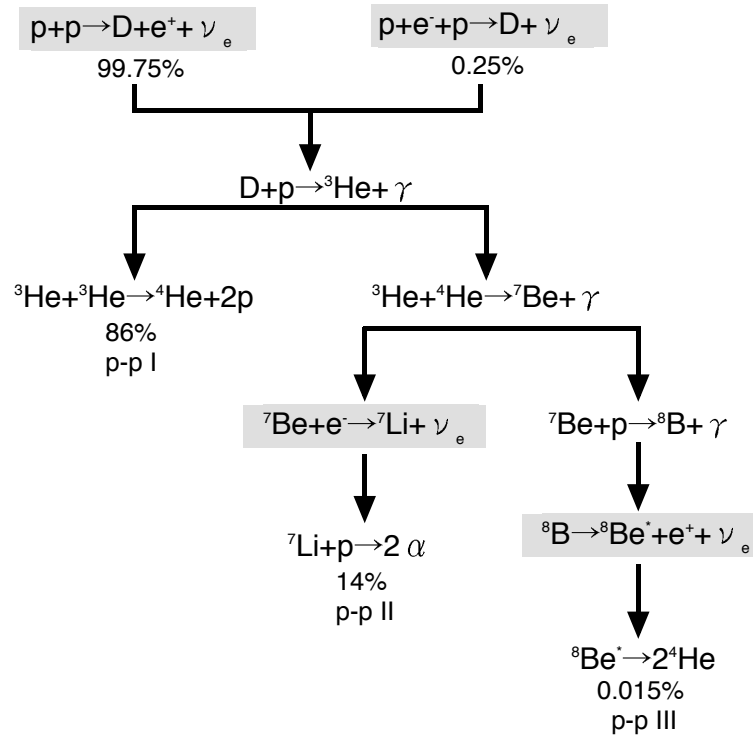 p+p→D+e⁺+ νₑ
99.75%
p+e⁻+p→D+ νₑ
0.25%
D+p→³He+ γ
³He+³He→⁴He+2p
86%
p-p I
³He+⁴He→⁷Be+ γ
⁷Be+e⁻→⁷Li+ νₑ
⁷Li+p→2 α
14%
p-p II
⁷Be+p→⁸B+ γ
⁸B→⁸Be*+e⁺+ νₑ
⁸Be*→2⁴He
0.015%
p-p III